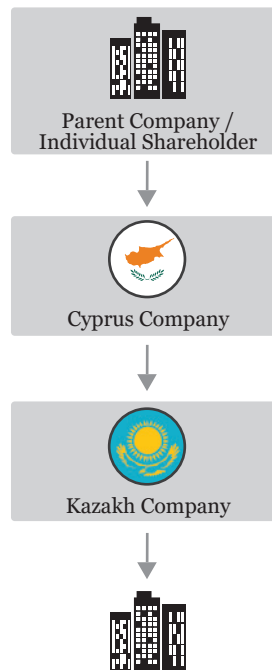 Parent Company /
Individual Shareholder
Cyprus Company
Kazakh Company